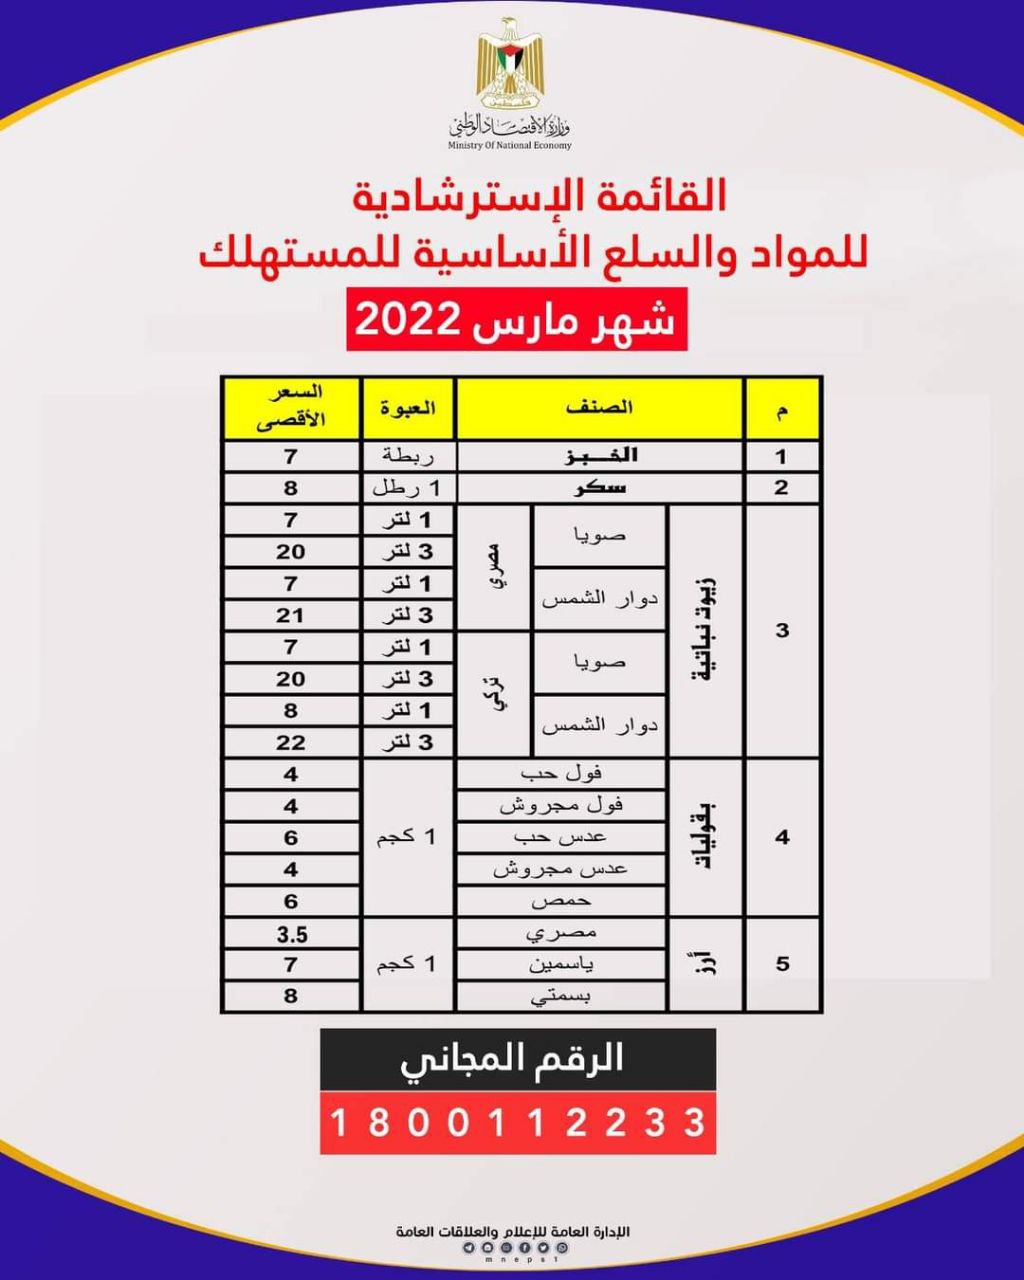 فلسطين
وزارة الاقتصاد الوطني
Ministry Of National Economy
القائمة الإسترشادية
للمواد والسلع الأساسية للمستهلك
شهر مارس 2022
م الصنف العبوة السعر الأقصى
1 الخبز ربطة 7
2 سكر 1 رطل 8
3 زيوت نباتية صويا مصري 1 لتر 7
3 لتر 20
دوار الشمس 1 لتر 7
3 لتر 21
صويا تركي 1 لتر 7
3 لتر 20
دوار الشمس 1 لتر 8
3 لتر 22
4 بقوليات فول حب 1 كجم 4
فول مجروش 4
عدس حب 6
عدس مجروش 4
حمص 6
5 أرز مصري 1 كجم 3.5
ياسمين 7
بسمتي 8
الرقم المجاني
1800112233
الإدارة العامة للإعلام والعلاقات العامة
mneps1